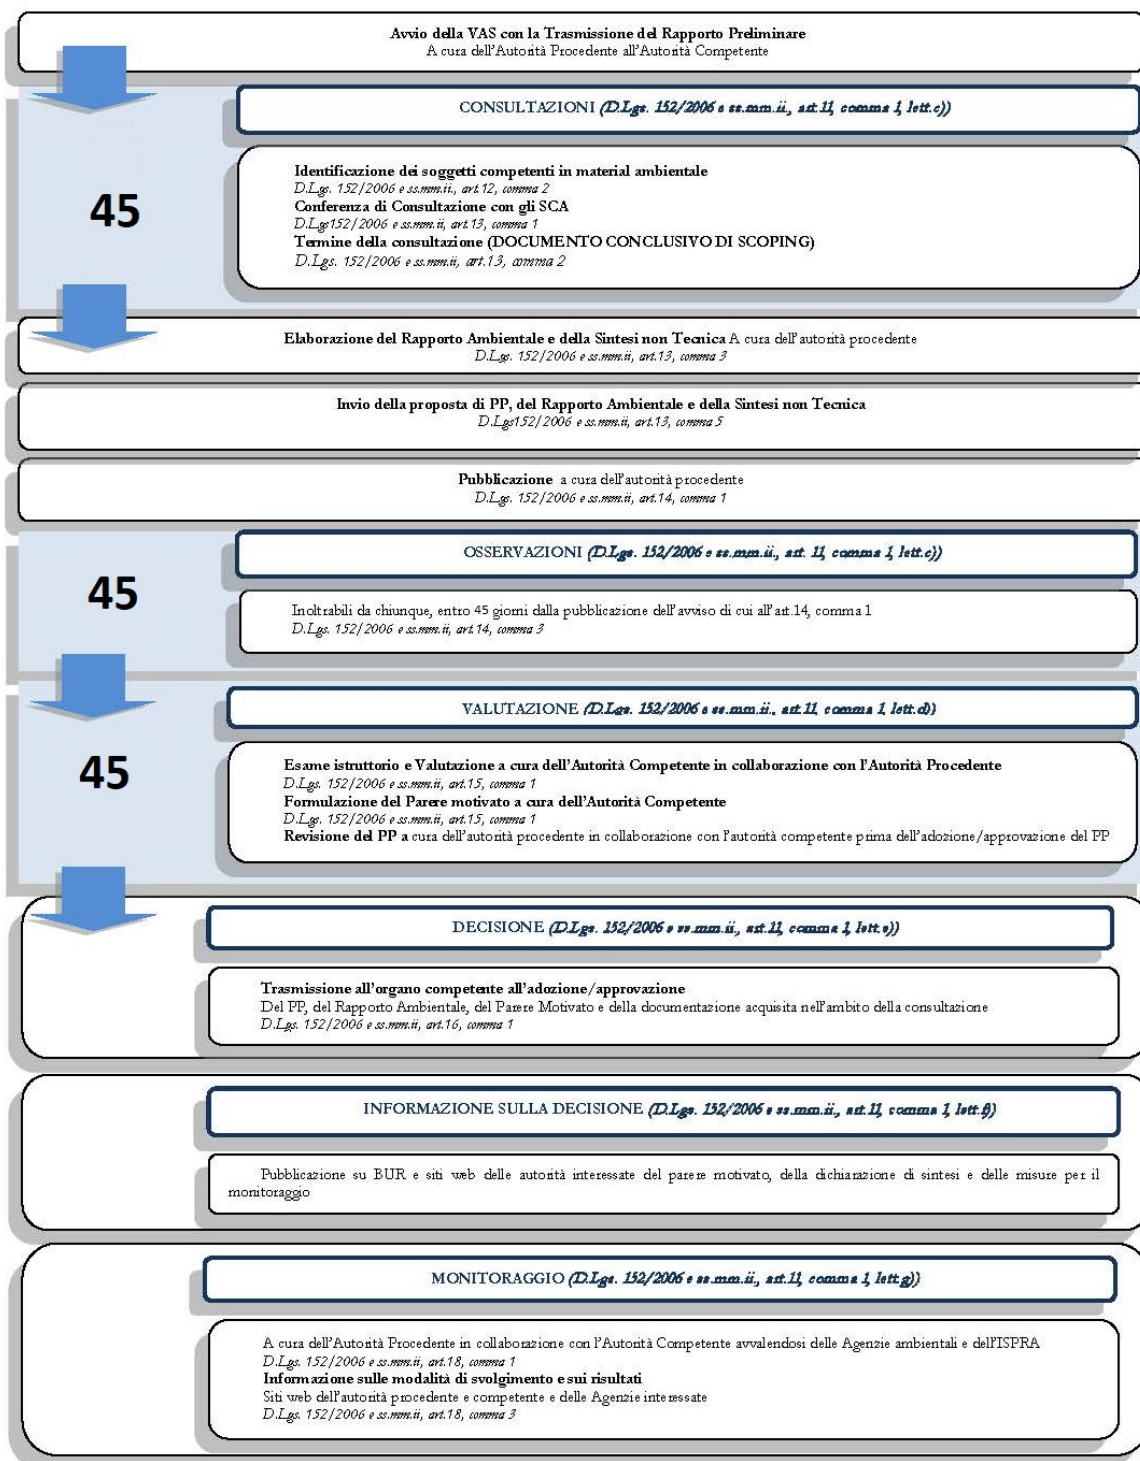 Avvio della VAS con la Trasmissione del Rapporto Preliminare
A cura dell'Autorità Procedente all'Autorità Competente
CONSULTAZIONI (D.Lgs. 152/2006 e ss.mm.ii., art.11, comma 1, lett.c))
45
Identificazione dei soggetti competenti in material ambientale
D.Lgs. 152/2006 e ss.mm.ii., art.12, comma 2
Conferenza di Consultazione con gli SCA
D.Lgs152/2006 e ss.mm.ii, art.13, comma 1
Termine della consultazione (DOCUMENTO CONCLUSIVO DI SCOPING)
D.Lgs. 152/2006 e ss.mm.ii, art.13, comma 2
Elaborazione del Rapporto Ambientale e della Sintesi non Tecnica A cura dell'autorità procedente
D.Lgs. 152/2006 e ss.mm.ii, art.13, comma 3
Invio della proposta di PP, del Rapporto Ambientale e della Sintesi non Tecnica
D.Lgs152/2006 e ss.mm.ii, art.13, comma 5
Pubblicazione a cura dell'autorità procedente
D.Lgs. 152/2006 e ss.mm.ii, art.14, comma 1
OSSERVAZIONI (D.Lgs. 152/2006 e ss.mm.ii., art. 11, comma 1, lett.c))
45
Inoltrabili da chiunque, entro 45 giorni dalla pubblicazione dell'avviso di cui all'art.14, comma 1
D.Lgs. 152/2006 e ss.mm.ii, art.14, comma 3
VALUTAZIONE (D.Lgs. 152/2006 e ss.mm.ii., art.11, comma 1, lett.d))
45
Esame istruttorio e Valutazione a cura dell'Autorità Competente in collaborazione con l'Autorità Procedente
D.Lgs. 152/2006 e ss.mm.ii, art.15, comma 1
Formulazione del Parere motivato a cura dell'Autorità Competente
D.Lgs. 152/2006 e ss.mm.ii, art.15, comma 1
Revisione del PP a cura dell'autorità procedente in collaborazione con l'autorità competente prima dell'adozione/approvazione del PP
DECISIONE (D.Lgs. 152/2006 e ss.mm.ii., art.11, comma 1, lett.e))
Trasmissione all'organo competente all'adozione/approvazione
Del PP, del Rapporto Ambientale, del Parere Motivato e della documentazione acquisita nell'ambito della consultazione
D.Lgs. 152/2006 e ss.mm.ii, art.16, comma 1
INFORMAZIONE SULLA DECISIONE (D.Lgs. 152/2006 e ss.mm.ii., art.11, comma 1, lett.f))
Pubblicazione su BUR e siti web delle autorità interessate del parere motivato, della dichiarazione di sintesi e delle misure per il
monitoraggio
MONITORAGGIO (D.Lgs. 152/2006 e ss.mm.ii., art.11, comma 1, lett.g))
A cura dell'Autorità Procedente in collaborazione con l'Autorità Competente avvalendosi delle Agenzie ambientali e dell'ISPRA
D.Lgs. 152/2006 e ss.mm.ii, art.18, comma 1
Informazione sulle modalità di svolgimento e sui risultati
Siti web dell'autorità procedente e competente e delle Agenzie interessate
D.Lgs. 152/2006 e ss.mm.ii, art.18, comma 3